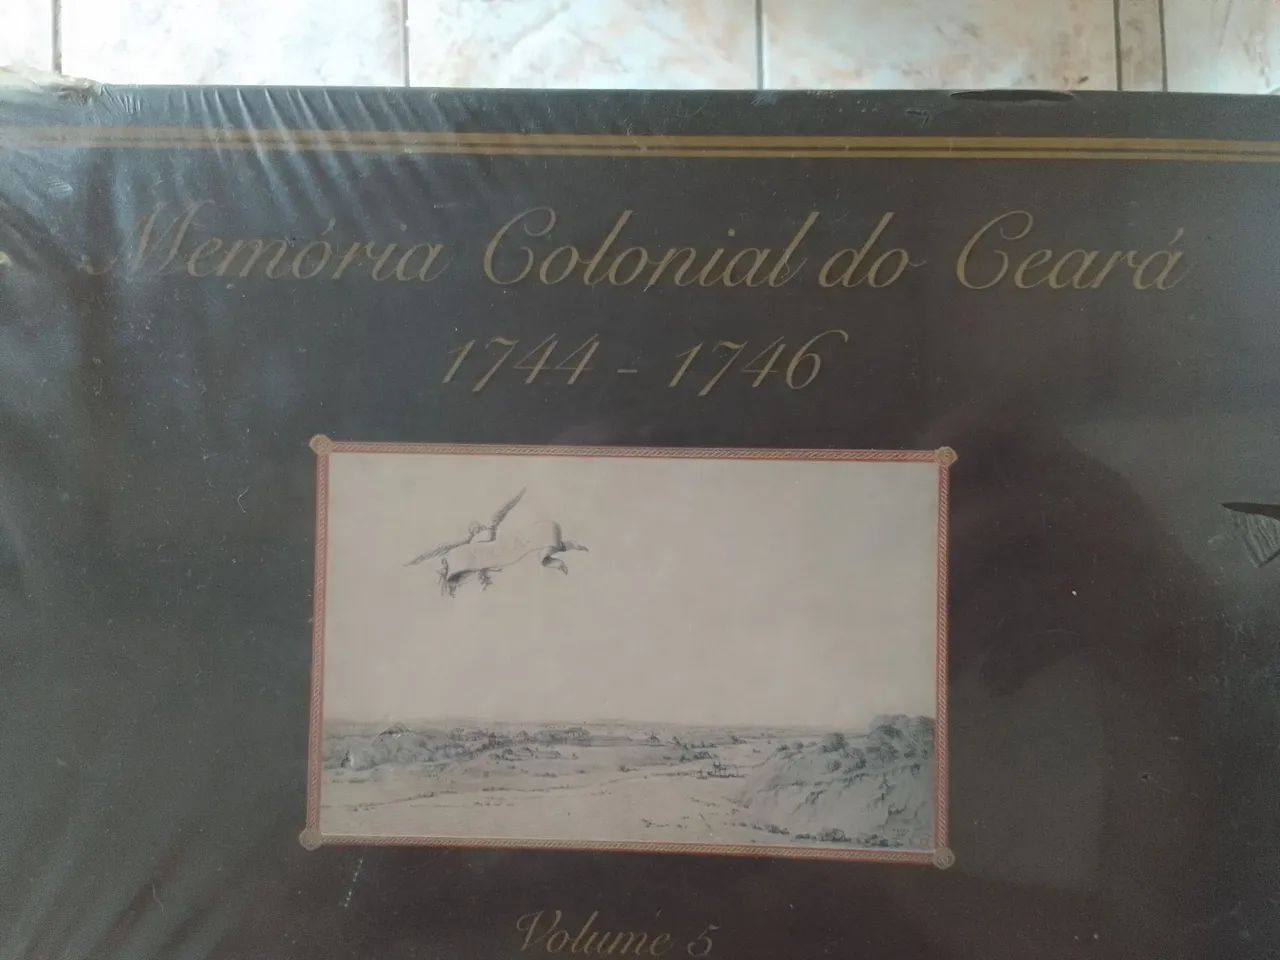 Memória Colonial do Ceará
1744 - 1746
Volume 5